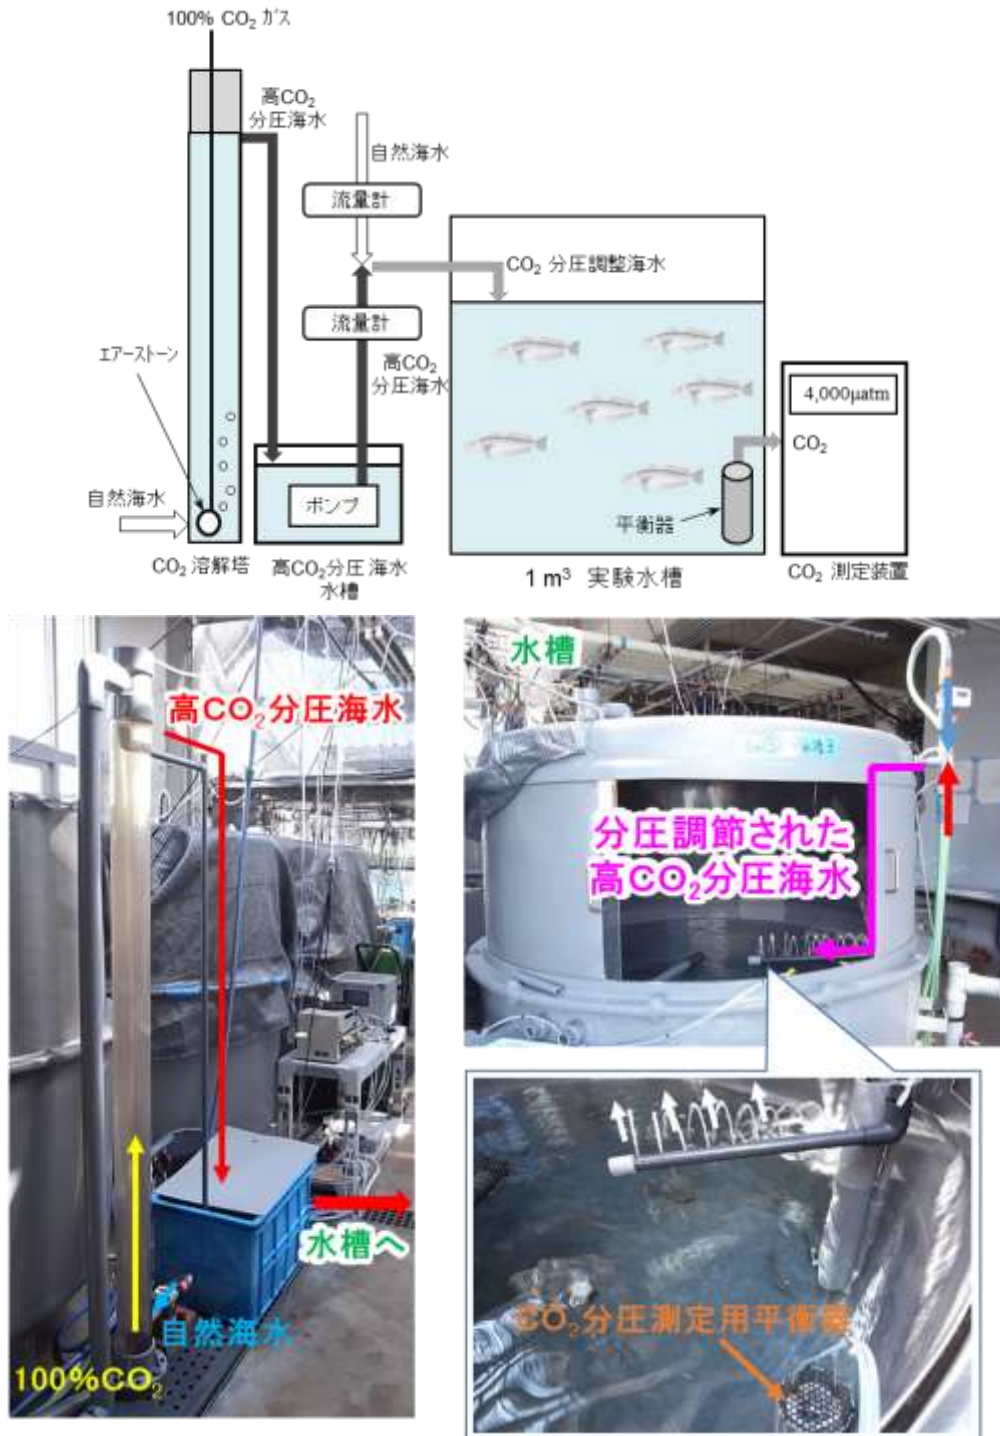 100% CO₂ ガス
高CO₂
分圧海水
自然海水
流量計
CO₂ 分圧調整海水
流量計
高CO₂
分圧海水
エアーストーン
4,000μatm
CO₂
自然海水
ポンプ
平衡器
CO₂ 溶解塔
高CO₂分圧 海水
水槽
1 m³ 実験水槽
CO₂ 測定装置
高CO₂分圧海水
水槽へ
自然海水
100%CO₂
水槽
分圧調節された
高CO₂分圧海水
CO₂分圧測定用平衡器